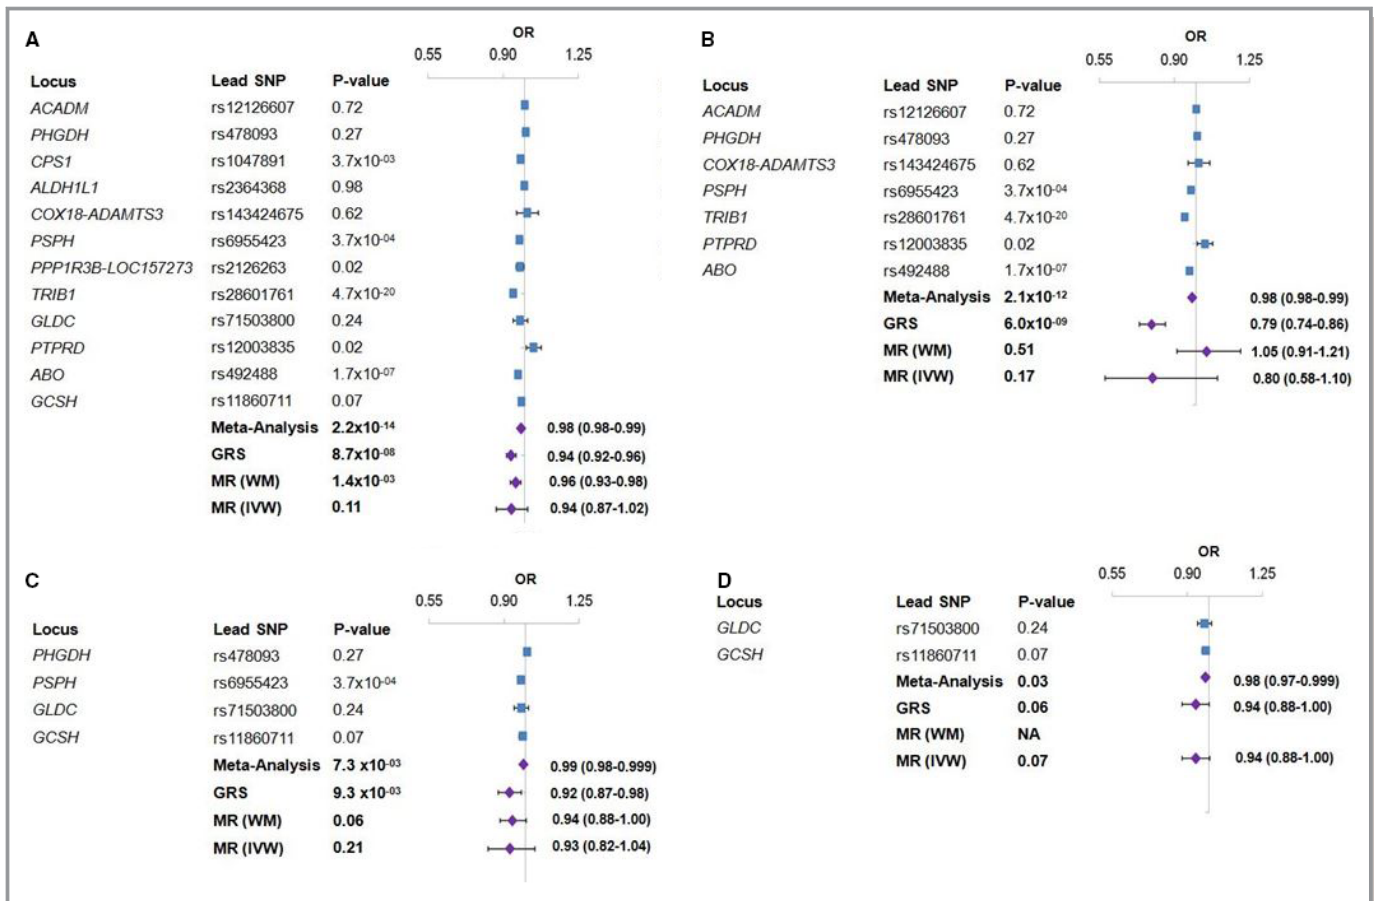 A
OR
0.55 0.90 1.25
Locus Lead SNP P-value
ACADM rs12126607 0.72
PHGDH rs478093 0.27
CPS1 rs1047891 3.7x10-03
ALDH1L1 rs2364368 0.98
COX18-ADAMTS3 rs143424675 0.62
PSPH rs6955423 3.7x10-04
PPP1R3B-LOC157273 rs2126263 0.02
TRIB1 rs28601761 4.7x10-20
GLDC rs71503800 0.24
PTPRD rs12003835 0.02
ABO rs492488 1.7x10-07
GCSH rs11860711 0.07
Meta-Analysis 2.2x10-14 0.98 (0.98-0.99)
GRS 8.7x10-08 0.94 (0.92-0.96)
MR (WM) 1.4x10-03 0.96 (0.93-0.98)
MR (IVW) 0.11 0.94 (0.87-1.02)
B
OR
0.55 0.90 1.25
Locus Lead SNP P-value
ACADM rs12126607 0.72
PHGDH rs478093 0.27
COX18-ADAMTS3 rs143424675 0.62
PSPH rs6955423 3.7x10-04
TRIB1 rs28601761 4.7x10-20
PTPRD rs12003835 0.02
ABO rs492488 1.7x10-07
Meta-Analysis 2.1x10-12 0.98 (0.98-0.99)
GRS 6.0x10-09 0.79 (0.74-0.86)
MR (WM) 0.51 1.05 (0.91-1.21)
MR (IVW) 0.17 0.80 (0.58-1.10)
C
OR
0.55 0.90 1.25
Locus Lead SNP P-value
PHGDH rs478093 0.27
PSPH rs6955423 3.7x10-04
GLDC rs71503800 0.24
GCSH rs11860711 0.07
Meta-Analysis 7.3 x10-03 0.99 (0.98-0.999)
GRS 9.3 x10-03 0.92 (0.87-0.98)
MR (WM) 0.06 0.94 (0.88-1.00)
MR (IVW) 0.21 0.93 (0.82-1.04)
D
OR
0.55 0.90 1.25
Locus Lead SNP P-value
GLDC rs71503800 0.24
GCSH rs11860711 0.07
Meta-Analysis 0.03 0.98 (0.97-0.999)
GRS 0.06 0.94 (0.88-1.00)
MR (WM) NA
MR (IVW) 0.07 0.94 (0.88-1.00)